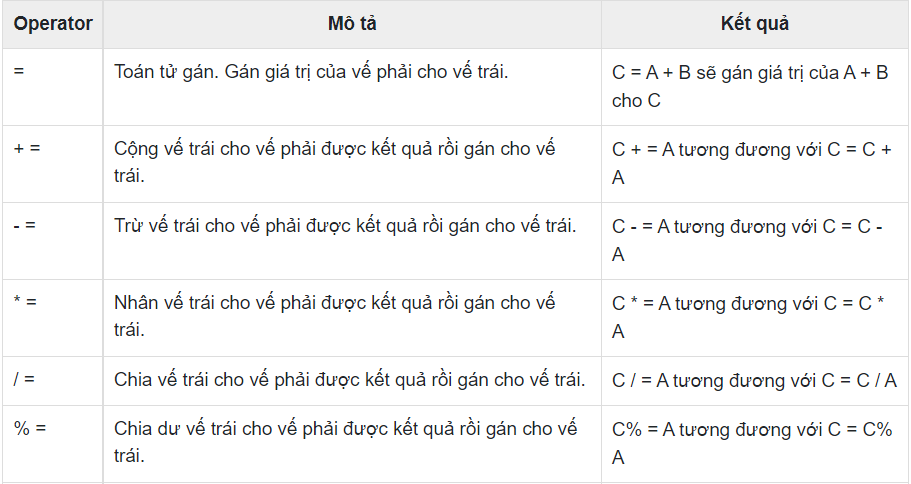 Operator Mô tả Kết quả
= Toán tử gán. Gán giá trị của vế phải cho vế trái. C = A + B sẽ gán giá trị của A + B
cho C
+ = Cộng vế trái cho vế phải được kết quả rồi gán cho vế C + = A tương đương với C = C +
trái. A
- = Trừ vế trái cho vế phải được kết quả rồi gán cho vế trái. C - = A tương đương với C = C -
A
* = Nhân vế trái cho vế phải được kết quả rồi gán cho vế C * = A tương đương với C = C *
trái. A
/ = Chia vế trái cho vế phải được kết quả rồi gán cho vế trái. C / = A tương đương với C = C / A
% = Chia dư vế trái cho vế phải được kết quả rồi gán cho vế C% = A tương đương với C = C%
trái. A